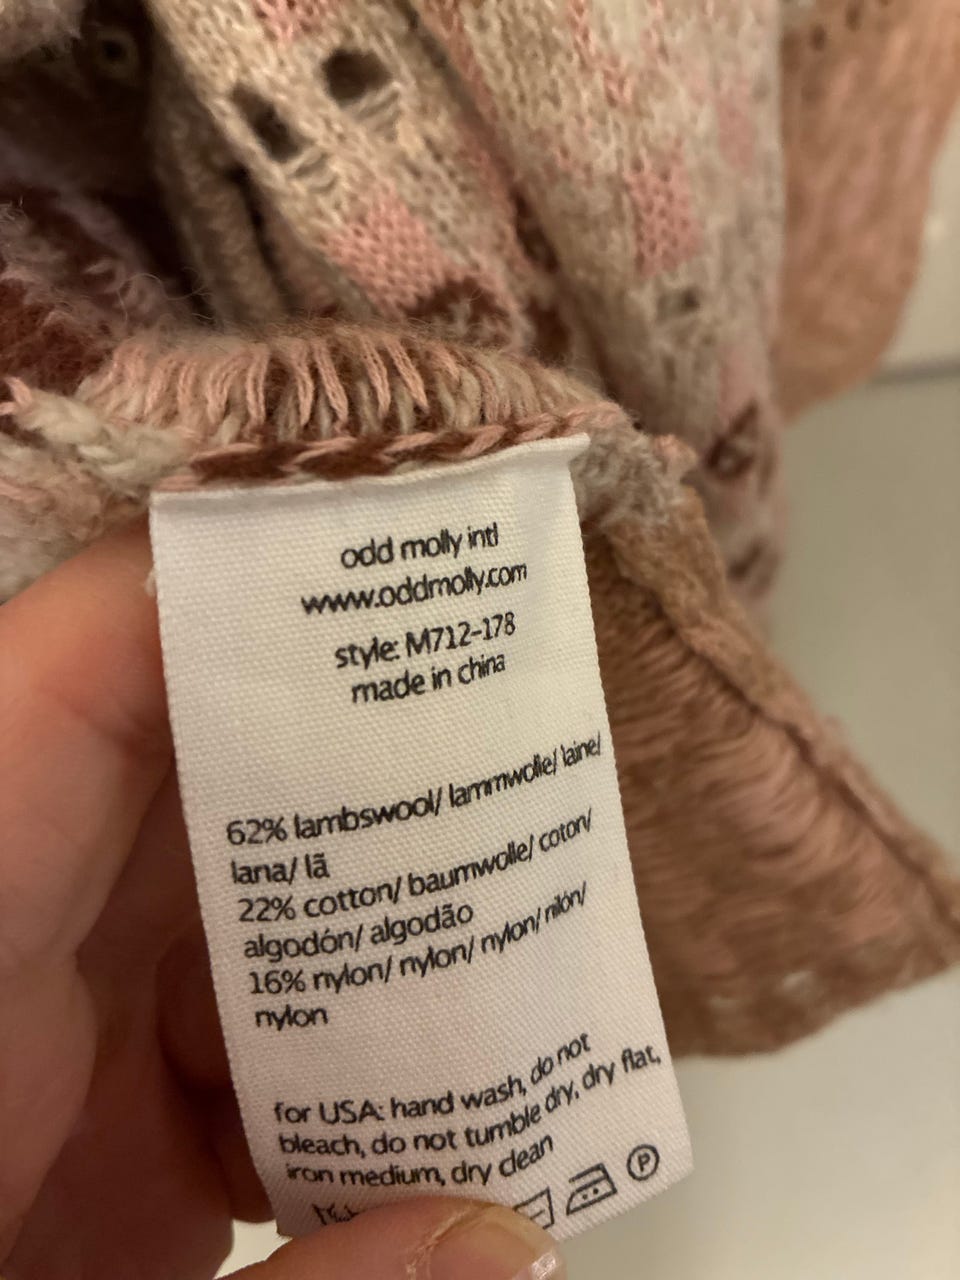 odd molly intl
www.oddmolly.com
style: M712-178
made in china
62% lambswool/ lammwolle/ laine/
lana/ lã
22% cotton/ baumwolle/ coton/
algodón/ algodão
16% nylon/ nylon/ nylon/ nilón/
nylon
for USA: hand wash, do not
bleach, do not tumble dry, dry flat,
iron medium, dry clean
P